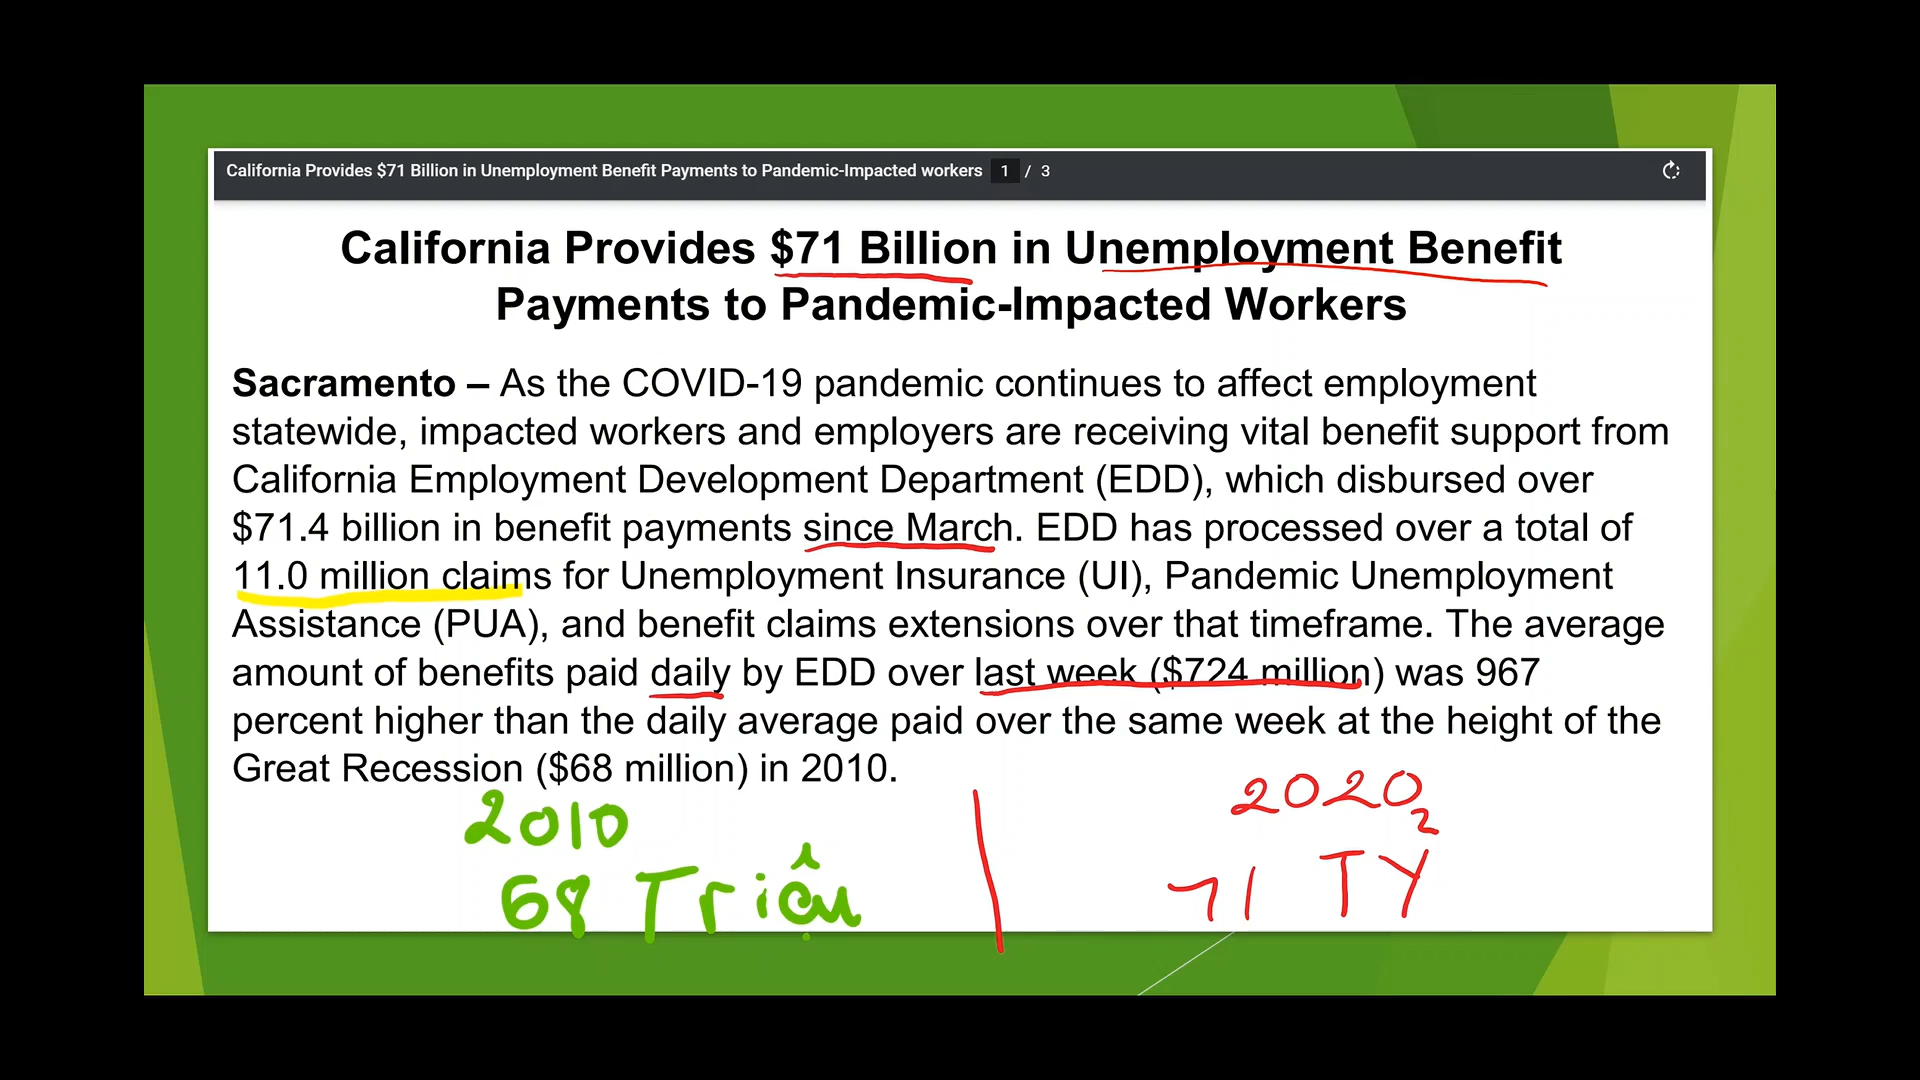 California Provides $71 Billion in Unemployment Benefit Payments to Pandemic-Impacted workers 1 / 3
California Provides $71 Billion in Unemployment Benefit
Payments to Pandemic-Impacted Workers
Sacramento – As the COVID-19 pandemic continues to affect employment
statewide, impacted workers and employers are receiving vital benefit support from
California Employment Development Department (EDD), which disbursed over
$71.4 billion in benefit payments since March. EDD has processed over a total of
11.0 million claims for Unemployment Insurance (UI), Pandemic Unemployment
Assistance (PUA), and benefit claims extensions over that timeframe. The average
amount of benefits paid daily by EDD over last week ($724 million) was 967
percent higher than the daily average paid over the same week at the height of the
Great Recession ($68 million) in 2010.
2010
68 Triệu
2020
71 TỶ